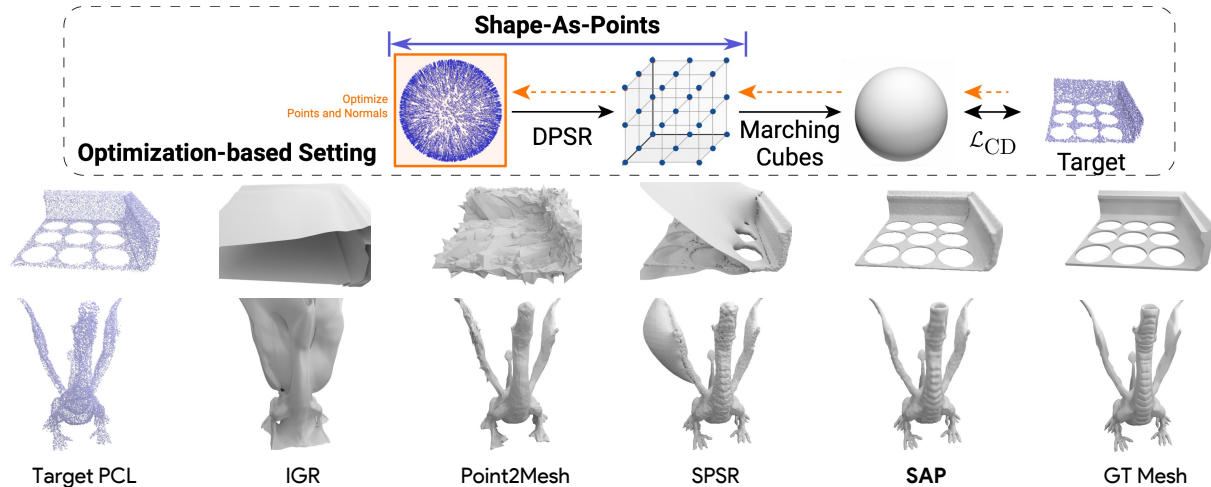 Shape-As-Points
Optimize
Points and Normals
DPSR
Marching
Cubes
ℒCD
Target
Optimization-based Setting
Target PCL
IGR
Point2Mesh
SPSR
SAP
GT Mesh